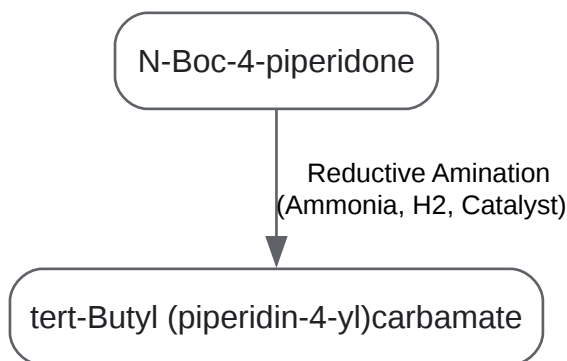 N-Boc-4-piperidone
Reductive Amination
(Ammonia, H2, Catalyst)
tert-Butyl (piperidin-4-yl)carbamate